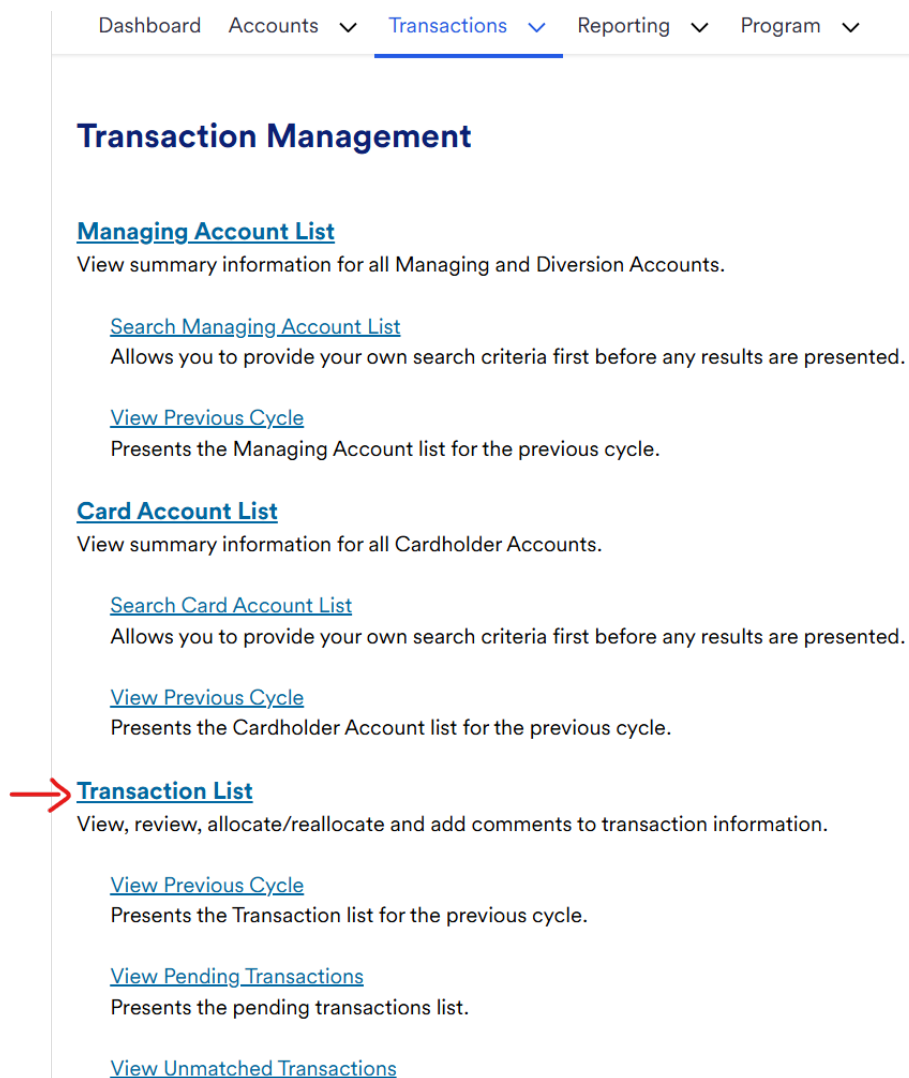 Dashboard Accounts Transactions Reporting Program
Transaction Management
Managing Account List
View summary information for all Managing and Diversion Accounts.
Search Managing Account List
Allows you to provide your own search criteria first before any results are presented.
View Previous Cycle
Presents the Managing Account list for the previous cycle.
Card Account List
View summary information for all Cardholder Accounts.
Search Card Account List
Allows you to provide your own search criteria first before any results are presented.
View Previous Cycle
Presents the Cardholder Account list for the previous cycle.
Transaction List
View, review, allocate/reallocate and add comments to transaction information.
View Previous Cycle
Presents the Transaction list for the previous cycle.
View Pending Transactions
Presents the pending transactions list.
View Unmatched Transactions